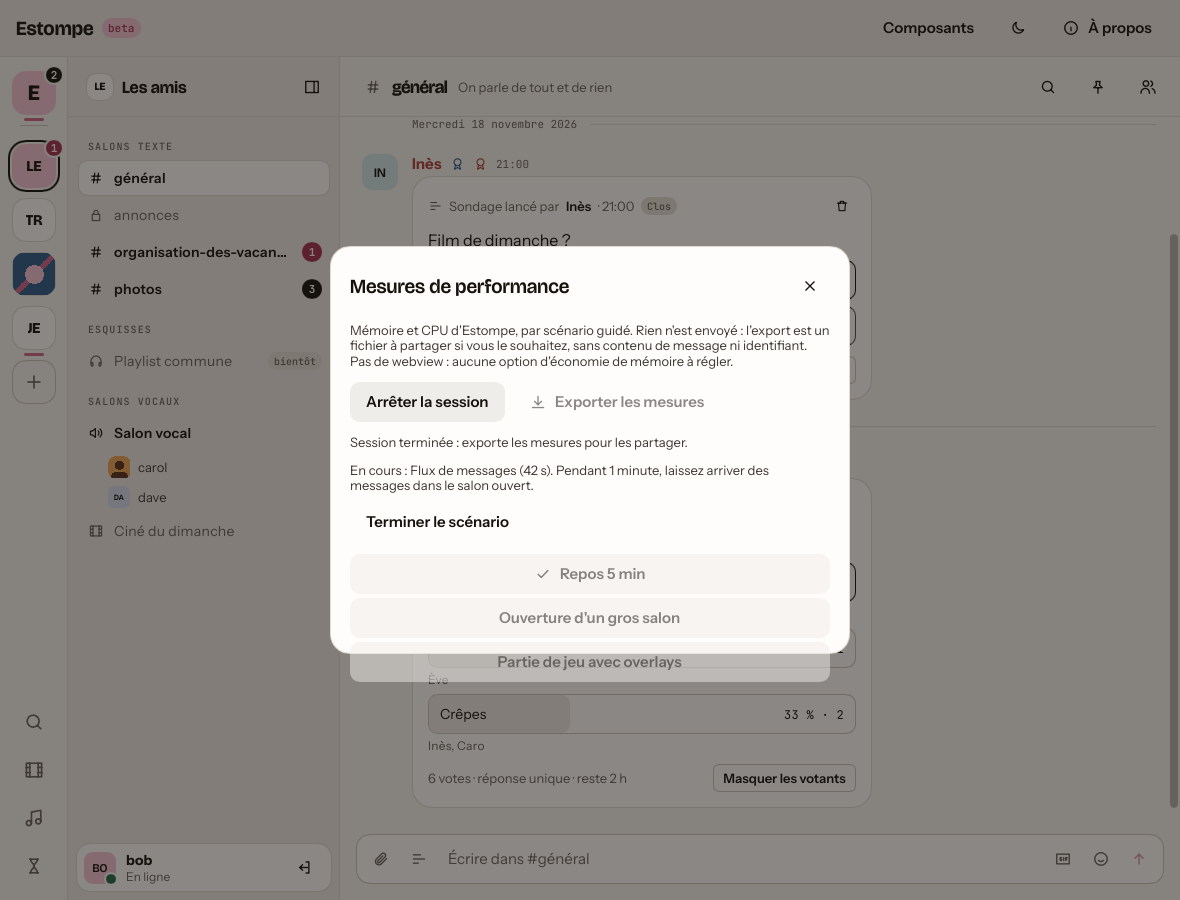 Estompe beta
Composants
À propos
E 2
LE 1
TR
JE
LE Les amis
SALONS TEXTE
# général
annonces
# organisation-des-vacan... 1
# photos 3
ESQUISSES
Playlist commune bientôt
SALONS VOCAUX
Salon vocal
carol
DA dave
Ciné du dimanche
BO bob
En ligne
# général On parle de tout et de rien
Mercredi 18 novembre 2026
IN Inès 21:00
Sondage lancé par Inès · 21:00 Clos
Film de dimanche ?
Mesures de performance
Mémoire et CPU d'Estompe, par scénario guidé. Rien n'est envoyé : l'export est un
fichier à partager si vous le souhaitez, sans contenu de message ni identifiant.
Pas de webview : aucune option d'économie de mémoire à régler.
Arrêter la session
Exporter les mesures
Session terminée : exporte les mesures pour les partager.
En cours : Flux de messages (42 s). Pendant 1 minute, laissez arriver des
messages dans le salon ouvert.
Terminer le scénario
Repos 5 min
Ouverture d'un gros salon
Partie de jeu avec overlays
Ève
Crêpes 33 % · 2
Inès, Caro
6 votes · réponse unique · reste 2 h
Masquer les votants
Écrire dans #général
GIF